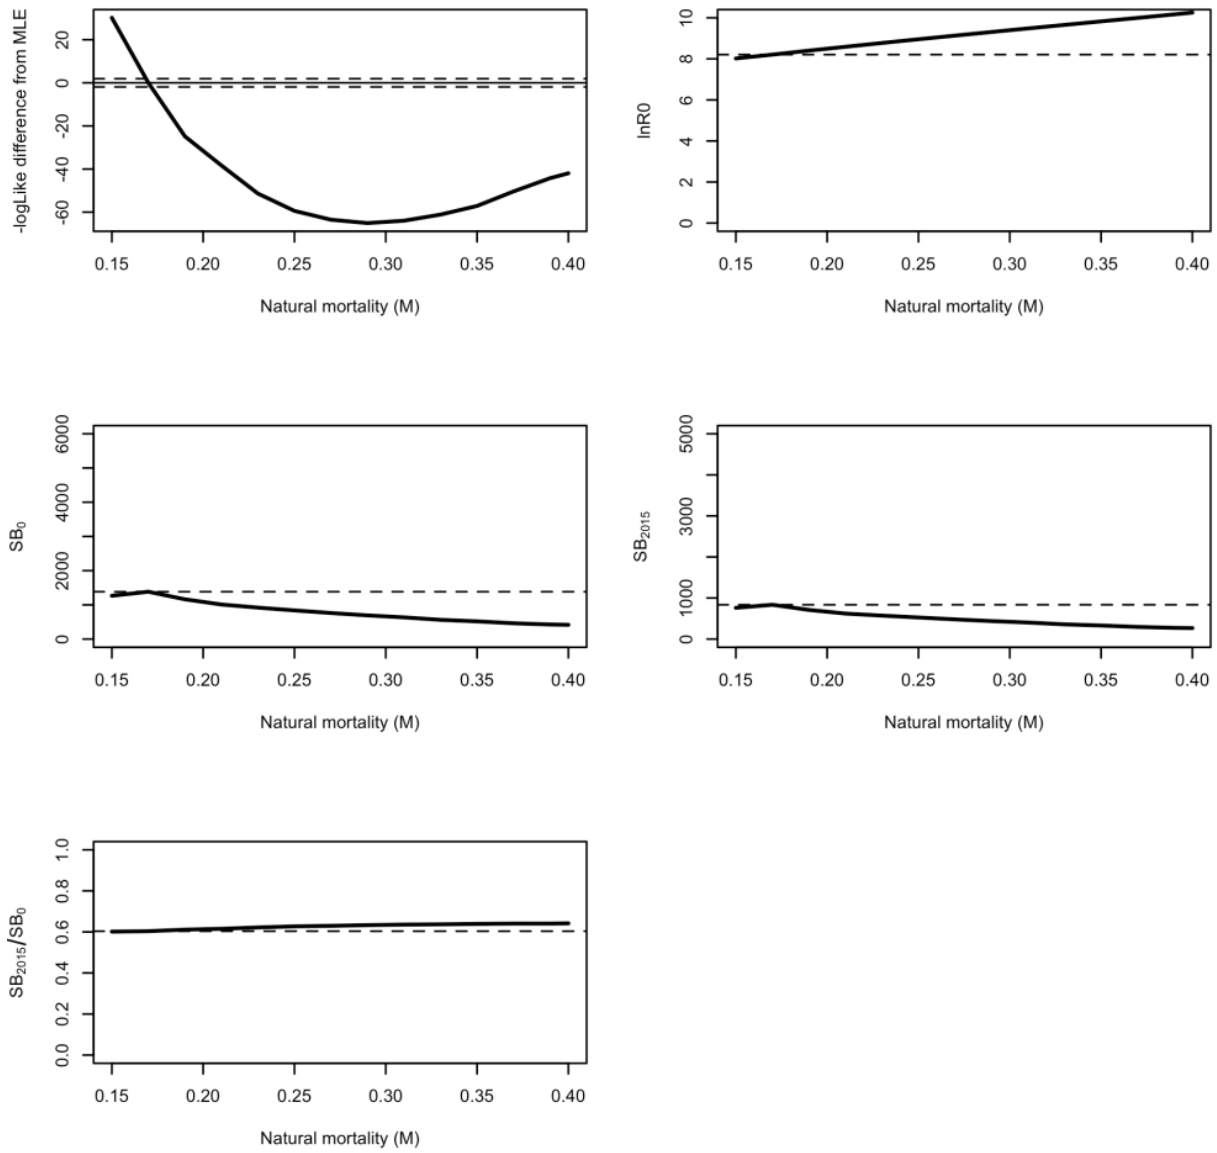 -logLike difference from MLE
20
0
-20
-40
-60
0.15 0.20 0.25 0.30 0.35 0.40
Natural mortality (M)
lnR0
10
8
6
4
2
0
0.15 0.20 0.25 0.30 0.35 0.40
Natural mortality (M)
SB₀
6000
4000
2000
0
0.15 0.20 0.25 0.30 0.35 0.40
Natural mortality (M)
SB₂₀₁₅
5000
3000
1000
0
0.15 0.20 0.25 0.30 0.35 0.40
Natural mortality (M)
SB₂₀₁₅/SB₀
1.0
0.8
0.6
0.4
0.2
0.0
0.15 0.20 0.25 0.30 0.35 0.40
Natural mortality (M)